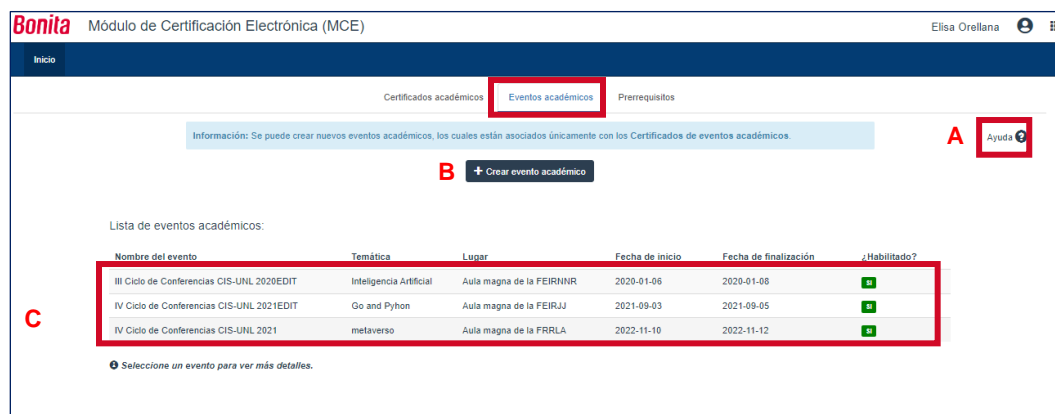 Bonita Módulo de Certificación Electrónica (MCE) Elisa Orellana
Inicio
Certificados académicos Eventos académicos Prerrequisitos
Información: Se puede crear nuevos eventos académicos, los cuales están asociados únicamente con los Certificados de eventos académicos.
A Ayuda ?
B + Crear evento académico
Lista de eventos académicos:
Nombre del evento Temática Lugar Fecha de inicio Fecha de finalización ¿Habilitado?
III Ciclo de Conferencias CIS-UNL 2020EDIT Inteligencia Artificial Aula magna de la FEIRNNR 2020-01-06 2020-01-08 SI
IV Ciclo de Conferencias CIS-UNL 2021EDIT Go and Pyhon Aula magna de la FEIRJJ 2021-09-03 2021-09-05 SI
C
IV Ciclo de Conferencias CIS-UNL 2021 metaverso Aula magna de la FRRLA 2022-11-10 2022-11-12 SI
Seleccione un evento para ver más detalles.